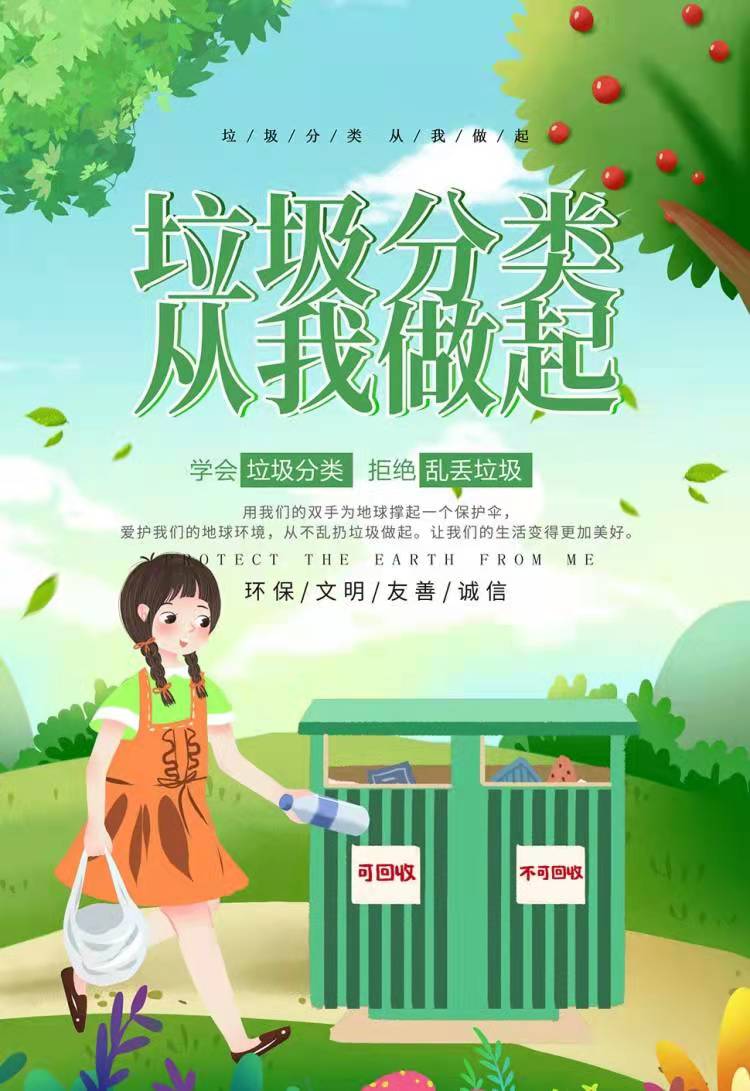 垃/圾/分/类 从/我/做/起
垃圾分类
从我做起
学会 垃圾分类 拒绝 乱丢垃圾
用我们的双手为地球撑起一个保护伞，
爱护我们的地球环境，从不乱扔垃圾做起。让我们的生活变得更加美好。
PROTECT THE EARTH FROM ME
环保/文明/友善/诚信
可回收 不可回收